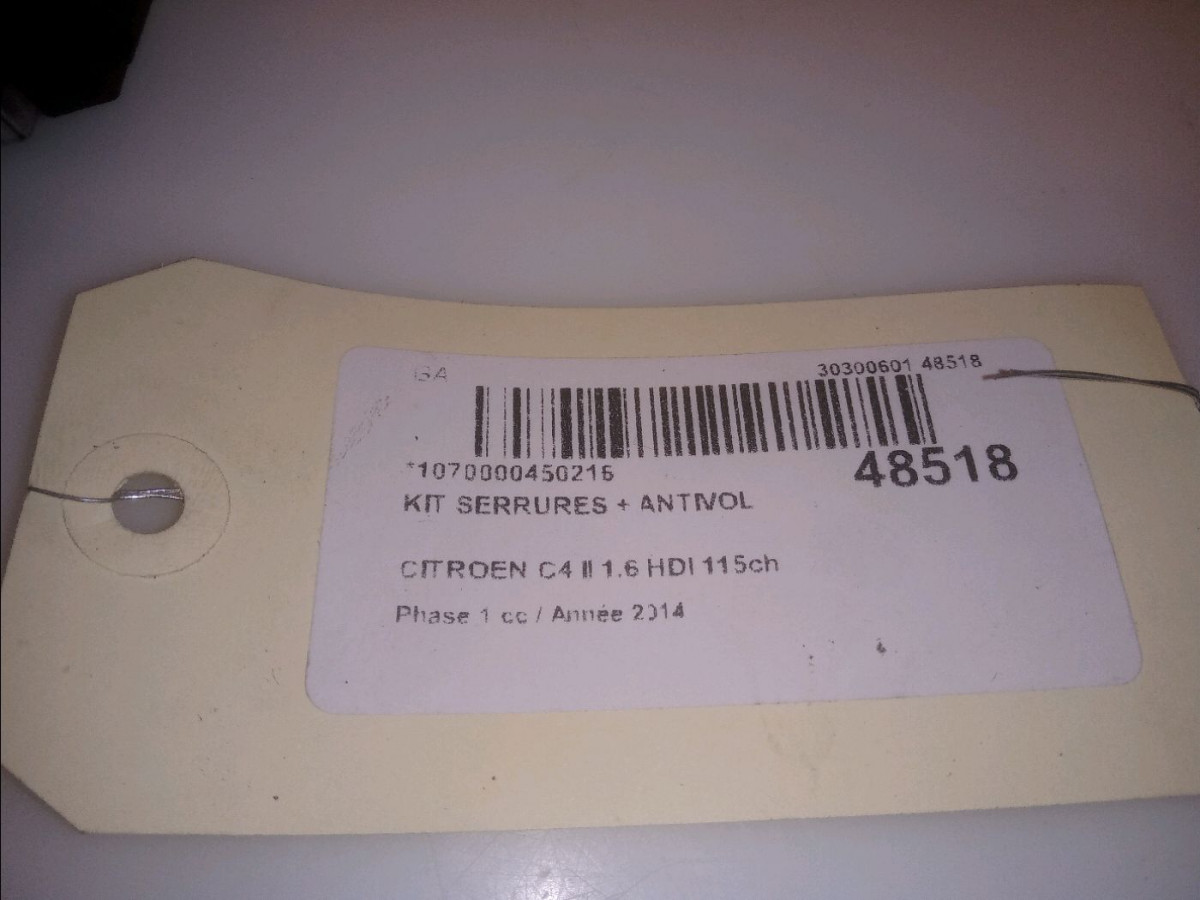 GA 30300601 48518
*1070000450216 48518
KIT SERRURES + ANTIVOL
CITROEN C4 II 1.6 HDI 115ch
Phase 1 cc / Année 2014